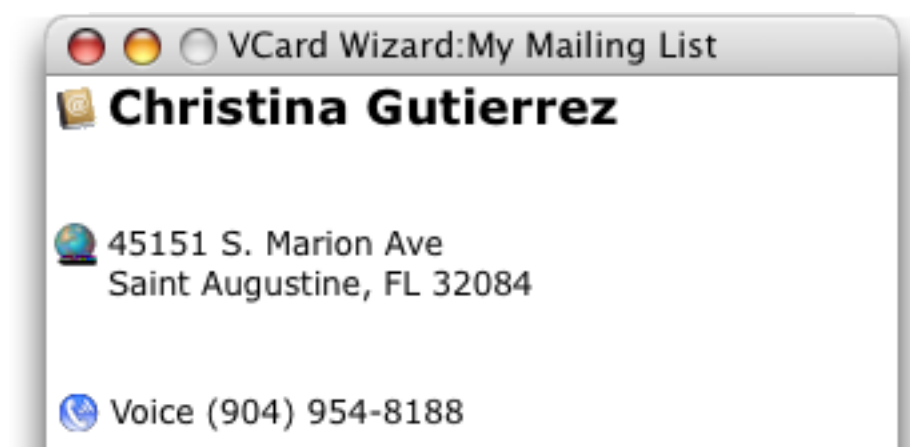 VCard Wizard:My Mailing List
Christina Gutierrez
45151 S. Marion Ave
Saint Augustine, FL 32084
Voice (904) 954-8188